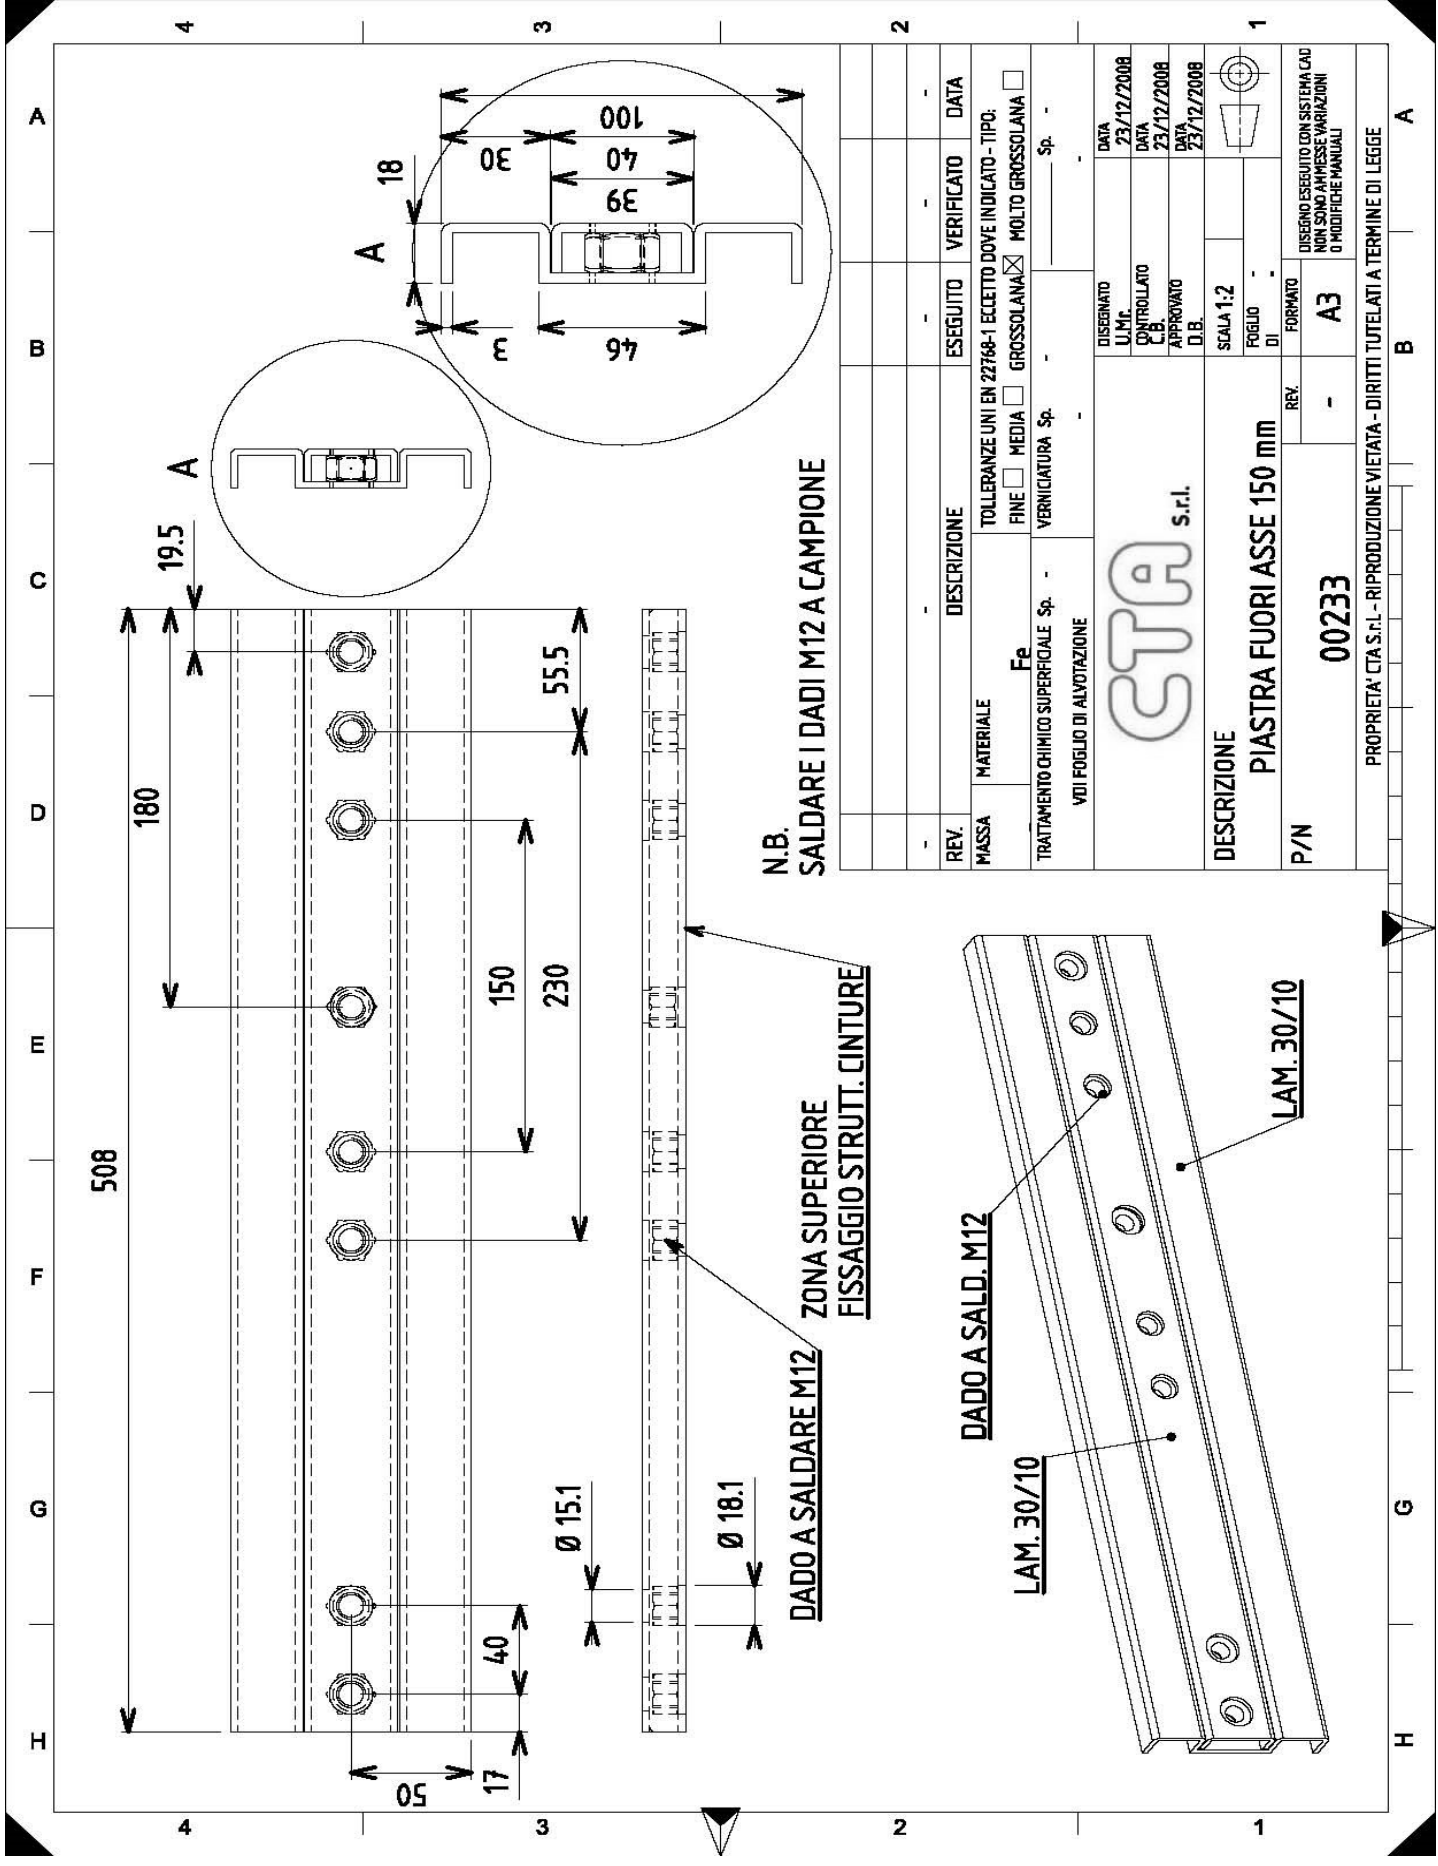 4
3
2
1
A
B
C
D
E
F
G
H
A
B
G
H
4
3
2
1
508
180
19.5
150
230
55.5
40
17
50
Ø 15.1
Ø 18.1
A
A
18
30
100
40
39
3
46
DADO A SALDARE M12
ZONA SUPERIORE
FISSAGGIO STRUTT. CINTURE
N.B.
SALDARE I DADI M12 A CAMPIONE
LAM. 30/10
DADO A SALD. M12
LAM. 30/10
- - - - -
REV. DESCRIZIONE ESEGUITO VERIFICATO DATA
MASSA MATERIALE TOLLERANZE UNI EN 22768-1 ECCETTO DOVE INDICATO - TIPO:
Fe FINE MEDIA GROSSOLANA MOLTO GROSSOLANA
TRATTAMENTO CHIMICO SUPERFICIALE Sp. - VERNICIATURA Sp. - Sp. -
VDI FOGLIO DI ALVOTAZIONE - -
CTA s.r.l.
DISEGNATO DATA
U.Mr. 23/12/2008
CONTROLLATO DATA
C.B. 23/12/2008
APPROVATO DATA
D.B. 23/12/2008
DESCRIZIONE
PIASTRA FUORI ASSE 150 mm
SCALA 1:2
FOGLIO -
DI -
P/N
00233
REV.
-
FORMATO
A3
DISEGNO ESEGUITO CON SISTEMA CAD
NON SONO AMMESSE VARIAZIONI
O MODIFICHE MANUALI
PROPRIETA' CTA S.r.l. - RIPRODUZIONE VIETATA - DIRITTI TUTELATI A TERMINE DI LEGGE